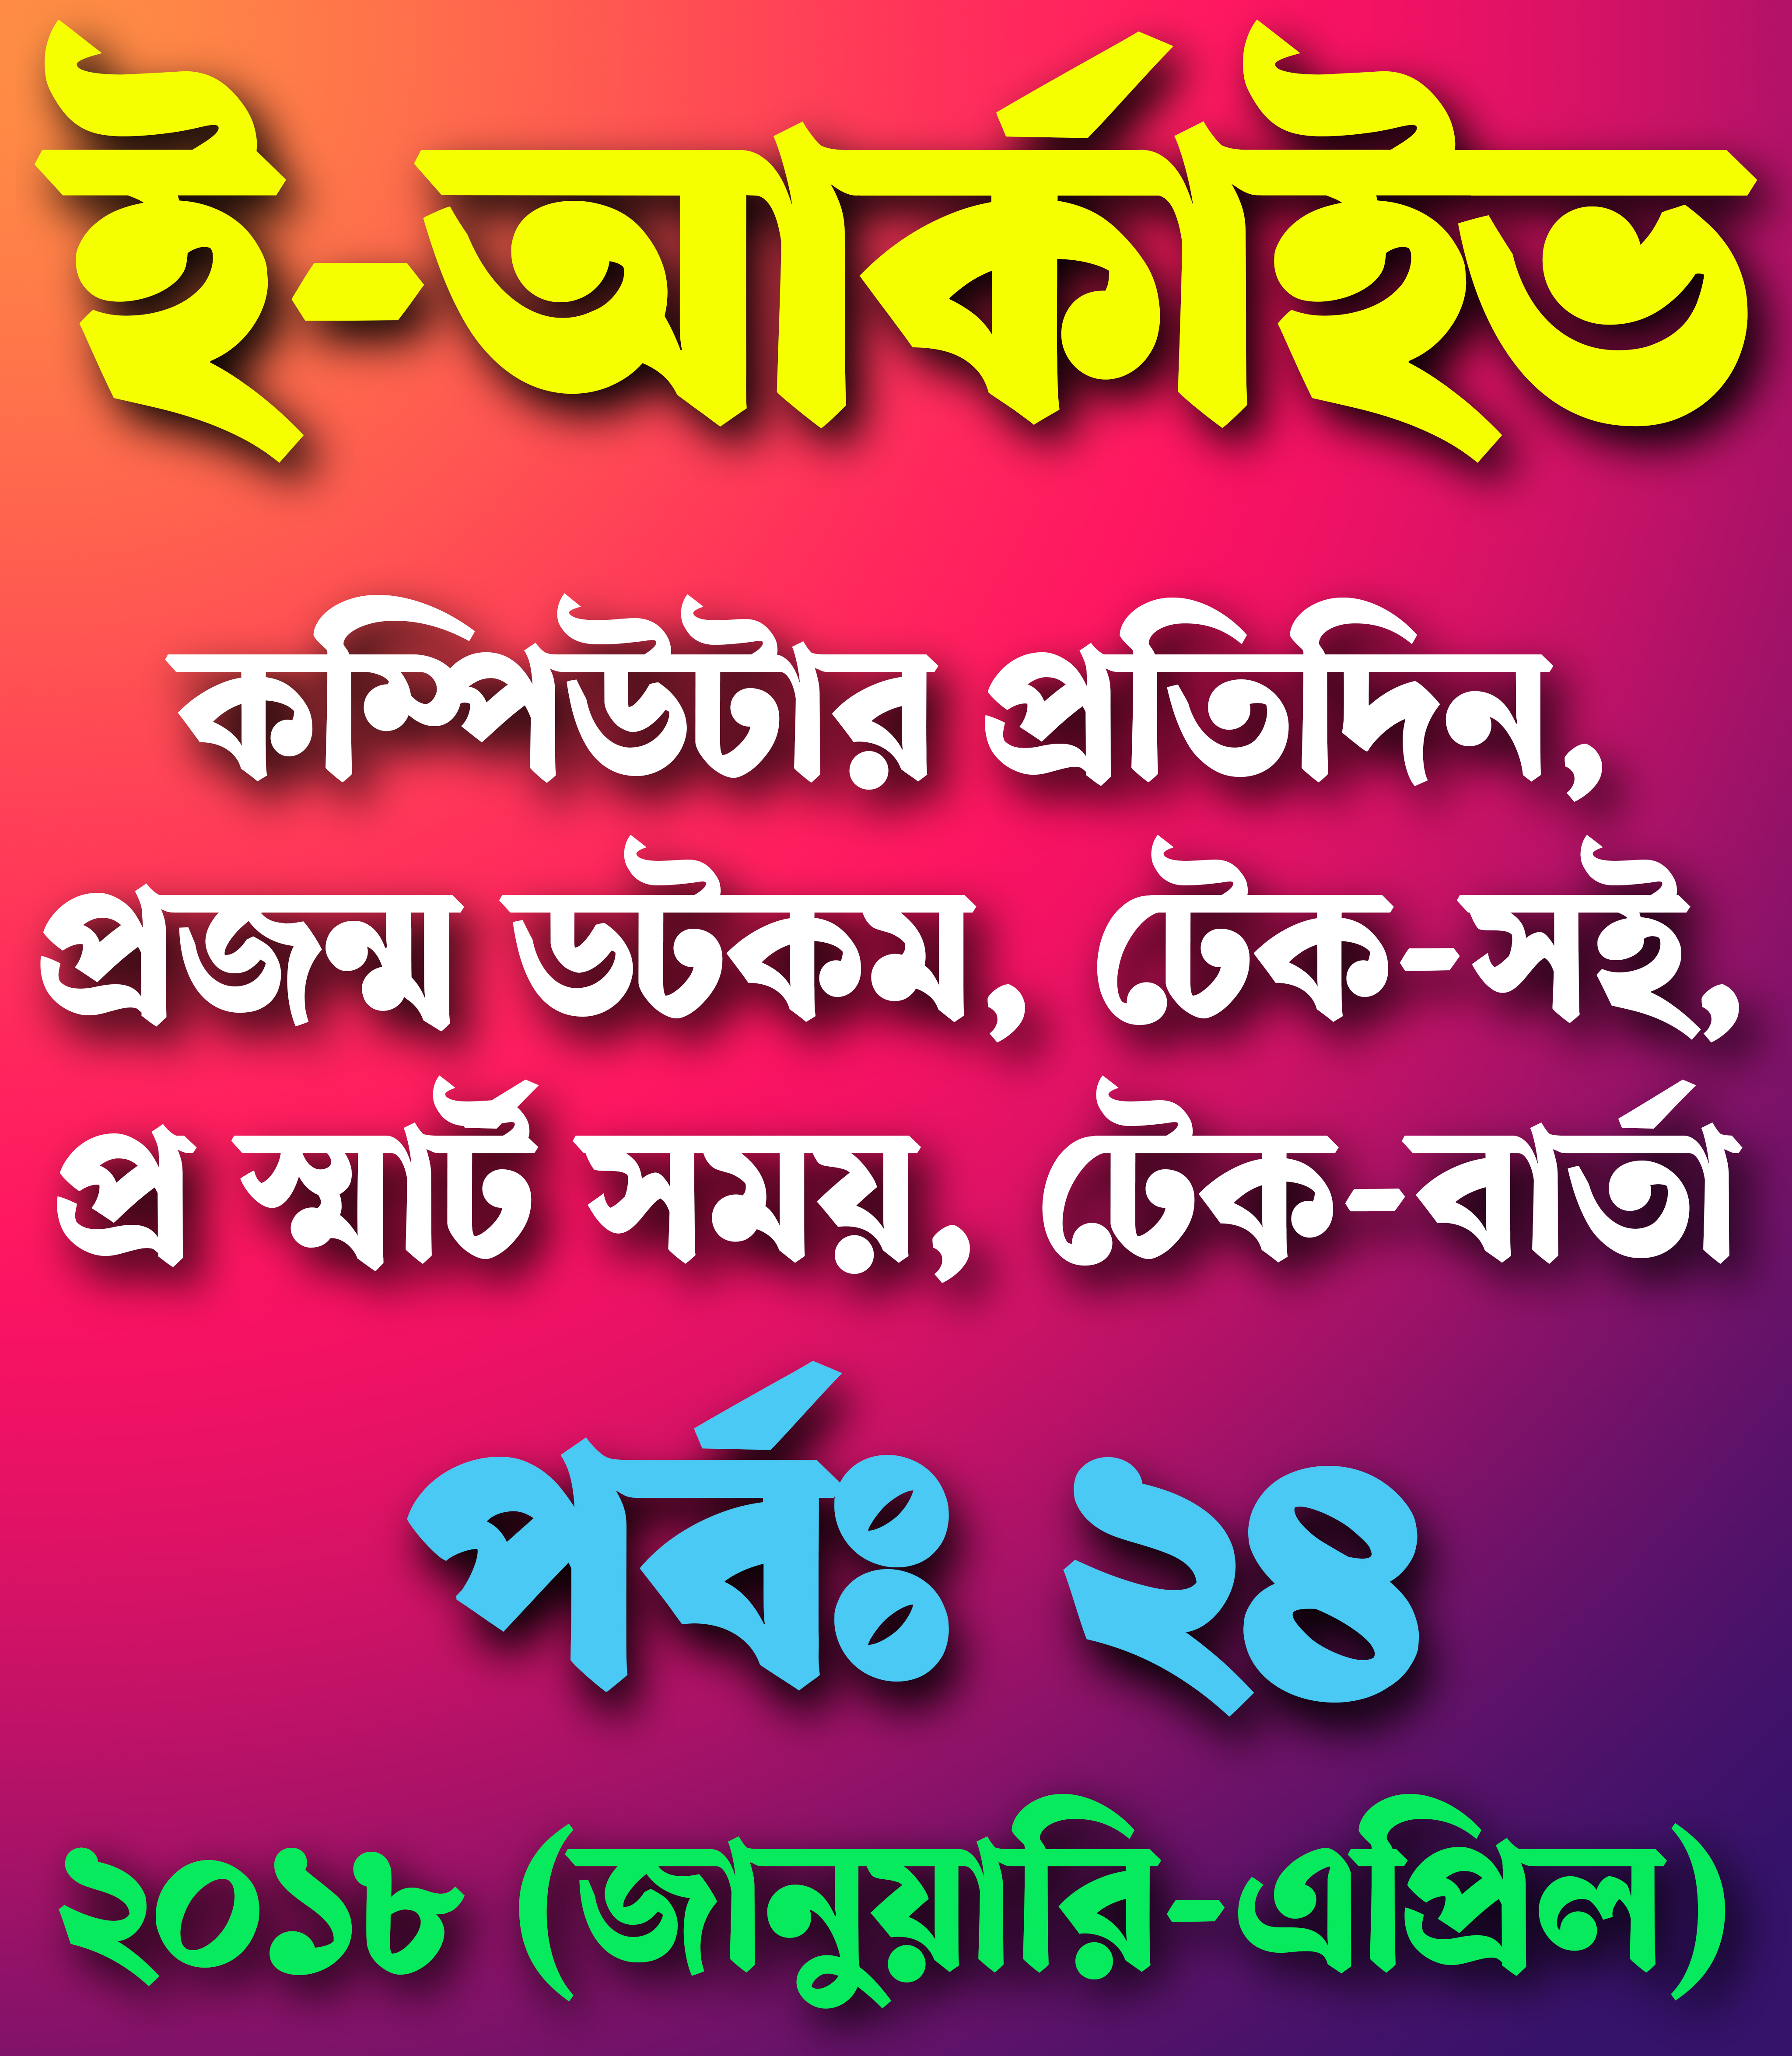 ই-আর্কাইভ
কম্পিউটার প্রতিদিন,
প্রজন্ম ডটকম, টেক-সই,
প্র স্মার্ট সময়, টেক-বার্তা
পর্বঃ ২৪
২০১৮ (জানুয়ারি-এপ্রিল)